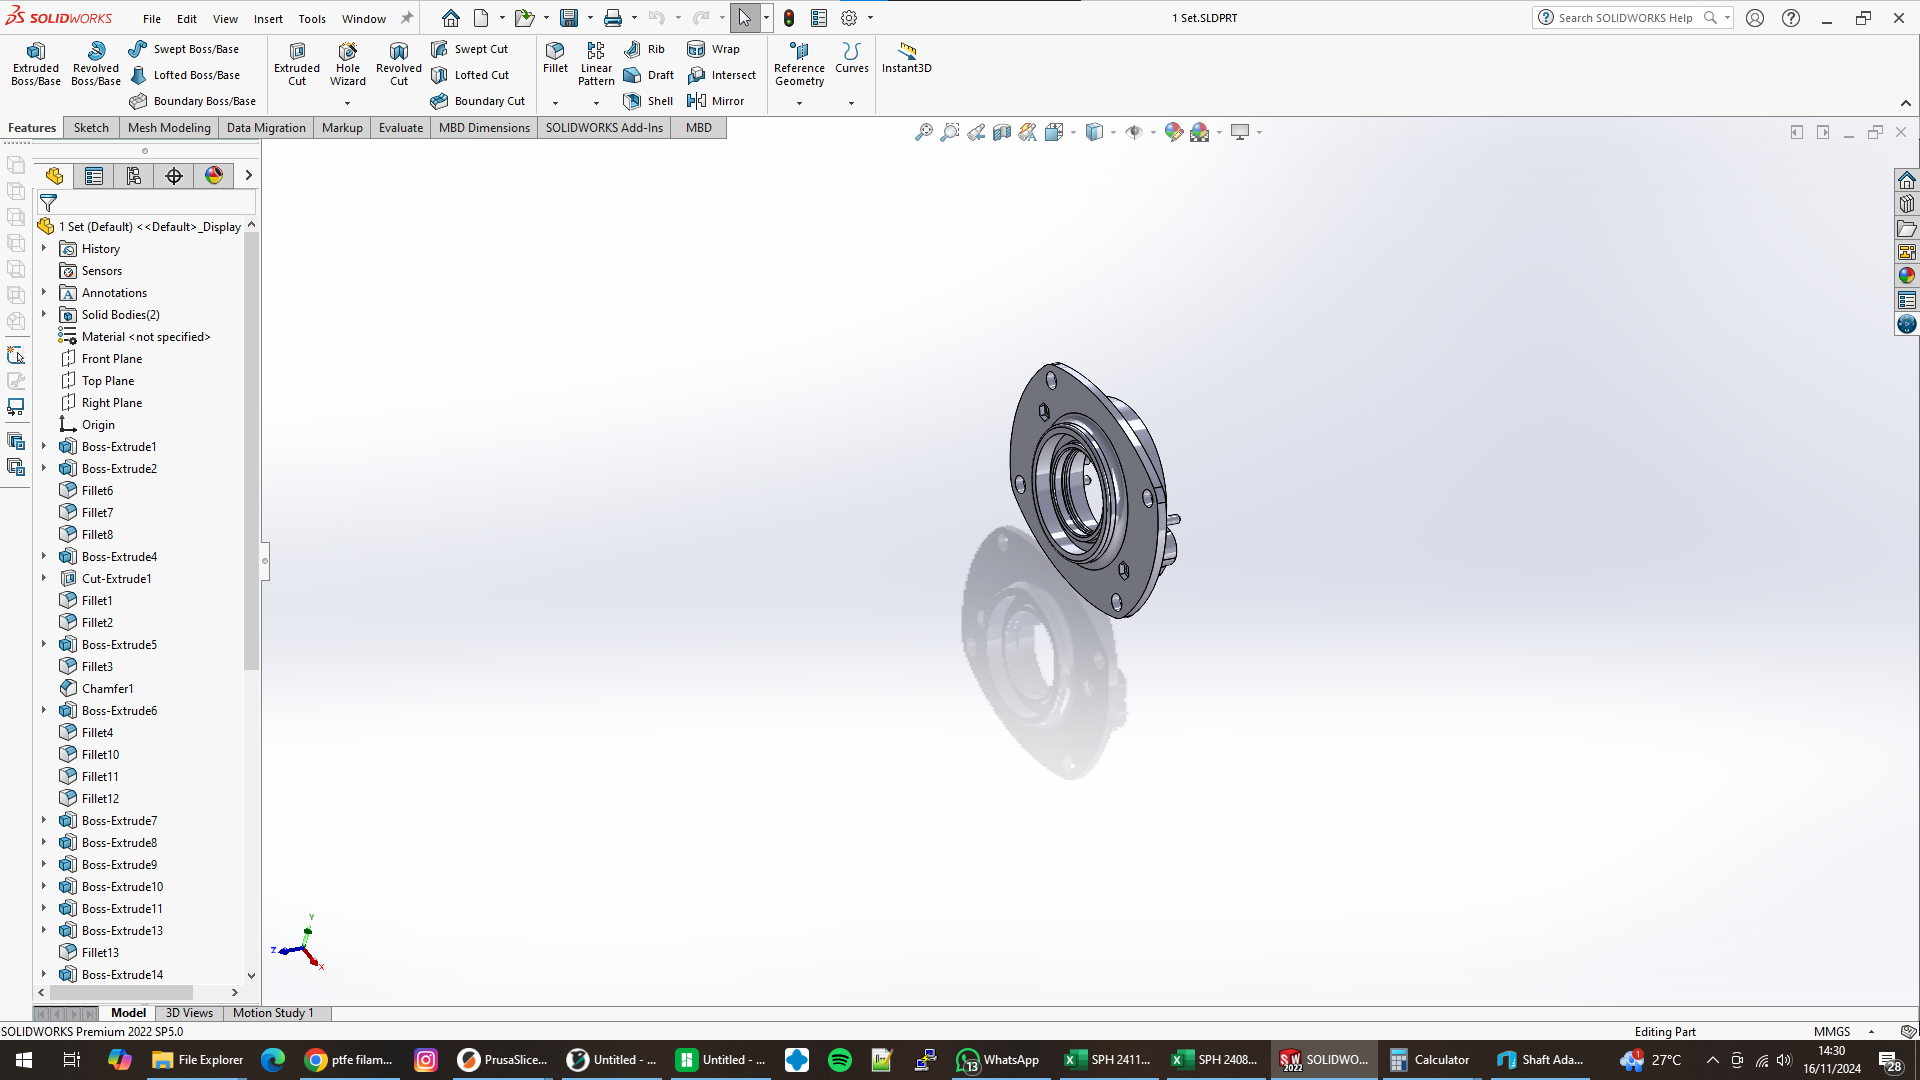 SOLIDWORKS File Edit View Insert Tools Window 1 Set.SLDPRT Search SOLIDWORKS Help
Extruded Boss/Base
Revolved Boss/Base
Swept Boss/Base
Lofted Boss/Base
Boundary Boss/Base
Extruded Cut
Hole Wizard
Revolved Cut
Swept Cut
Lofted Cut
Boundary Cut
Fillet
Linear Pattern
Rib
Draft
Shell
Wrap
Intersect
Mirror
Reference Geometry
Curves
Instant3D
Features Sketch Mesh Modeling Data Migration Markup Evaluate MBD Dimensions SOLIDWORKS Add-Ins MBD
1 Set (Default) <<Default>_Display
History
Sensors
Annotations
Solid Bodies(2)
Material <not specified>
Front Plane
Top Plane
Right Plane
Origin
Boss-Extrude1
Boss-Extrude2
Fillet6
Fillet7
Fillet8
Boss-Extrude4
Cut-Extrude1
Fillet1
Fillet2
Boss-Extrude5
Fillet3
Chamfer1
Boss-Extrude6
Fillet4
Fillet10
Fillet11
Fillet12
Boss-Extrude7
Boss-Extrude8
Boss-Extrude9
Boss-Extrude10
Boss-Extrude11
Boss-Extrude13
Fillet13
Boss-Extrude14
Y
Z
X
Model 3D Views Motion Study 1
SOLIDWORKS Premium 2022 SP5.0 Editing Part MMGS
File Explorer ptfe filam... PrusaSlice... Untitled - ... Untitled - ... 13 WhatsApp SPH 2411... SPH 2408... SW 2022 SOLIDWO... Calculator Shaft Ada... 1 27°C 14:30
16/11/2024 28